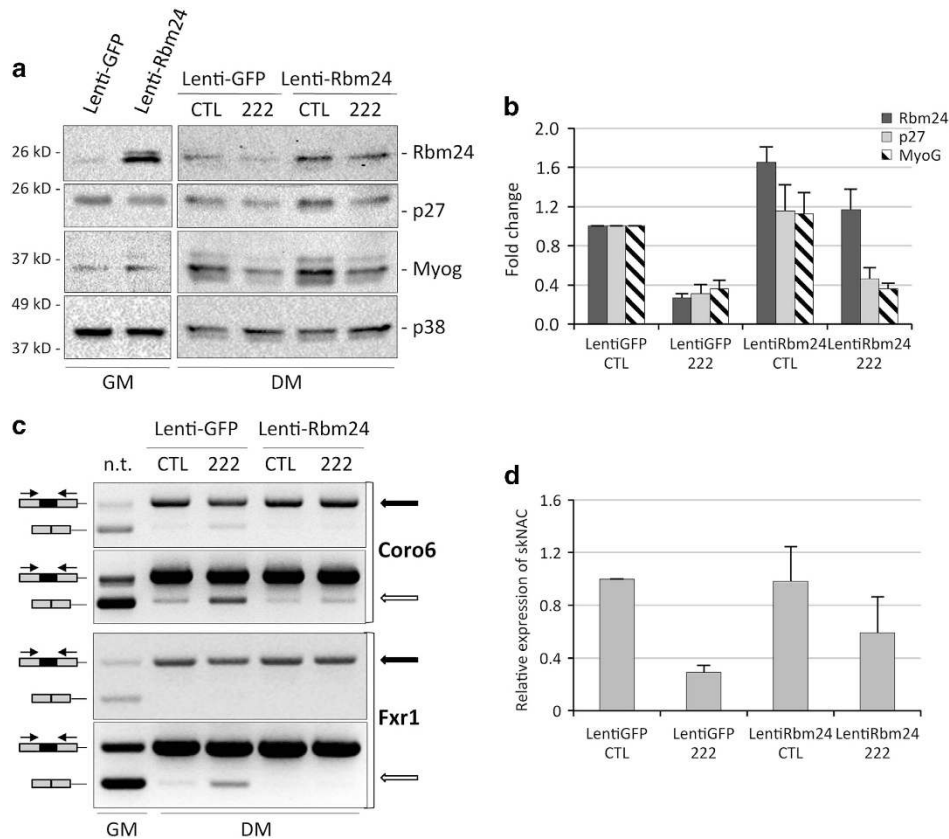 a
Lenti-GFP
Lenti-Rbm24
Lenti-GFP Lenti-Rbm24
CTL 222 CTL 222
26 kD - - Rbm24
26 kD -
- p27
37 kD -
- Myog
49 kD -
- p38
37 kD -
GM DM
b
Rbm24
p27
MyoG
Fold change
2.0
1.6
1.2
0.8
0.4
0.0
LentiGFP CTL
LentiGFP 222
LentiRbm24 CTL
LentiRbm24 222
c
Lenti-GFP Lenti-Rbm24
n.t. CTL 222 CTL 222
Coro6
Fxr1
GM DM
d
Relative expression of skNAC
1.6
1.2
0.8
0.4
0
LentiGFP CTL
LentiGFP 222
LentiRbm24 CTL
LentiRbm24 222